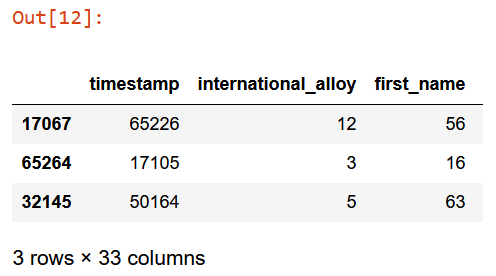 Out[12]:
timestamp international_alloy first_name
17067 65226 12 56
65264 17105 3 16
32145 50164 5 63
3 rows × 33 columns